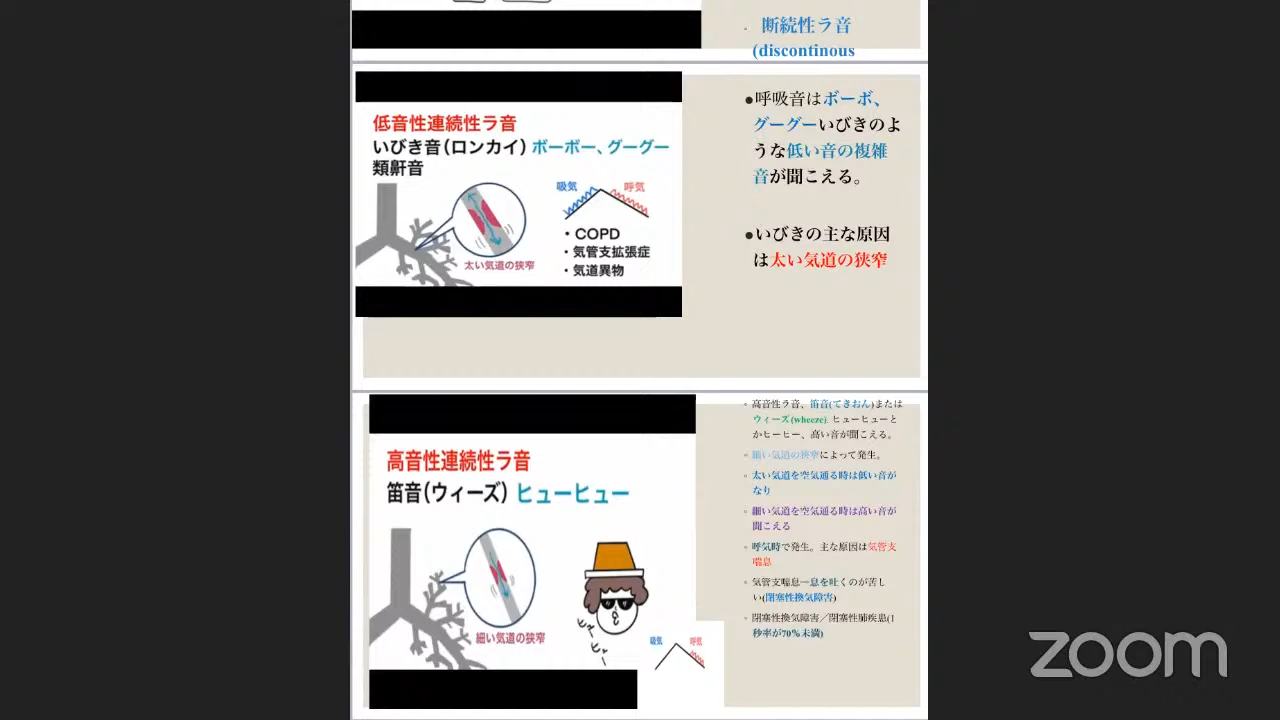 - 断続性ラ音
(discontinous
低音性連続性ラ音
いびき音(ロンカイ) ボーボー、グーグー
類鼾音
吸気
呼気
太い気道の狭窄
・COPD
・気管支拡張症
・気道異物
●呼吸音はボーボ、
グーグーいびきのよ
うな低い音の複雑
音が聞こえる。
●いびきの主な原因
は太い気道の狭窄
高音性連続性ラ音
笛音(ウィーズ) ヒューヒュー
細い気道の狭窄
ヒューヒュー
吸気
呼気
• 高音性ラ音、笛音(てきおん)または
ウィーズ(wheeze). ヒューヒューと
かヒーヒー、高い音が聞こえる。
• 細い気道の狭窄によって発生。
• 太い気道を空気通る時は低い音が
なり
• 細い気道を空気通る時は高い音が
聞こえる
• 呼気時で発生。主な原因は気管支
喘息
• 気管支喘息—息を吐くのが苦し
い(閉塞性換気障害)
• 閉塞性換気障害／閉塞性肺疾患(1
秒率が70％未満)
zoom